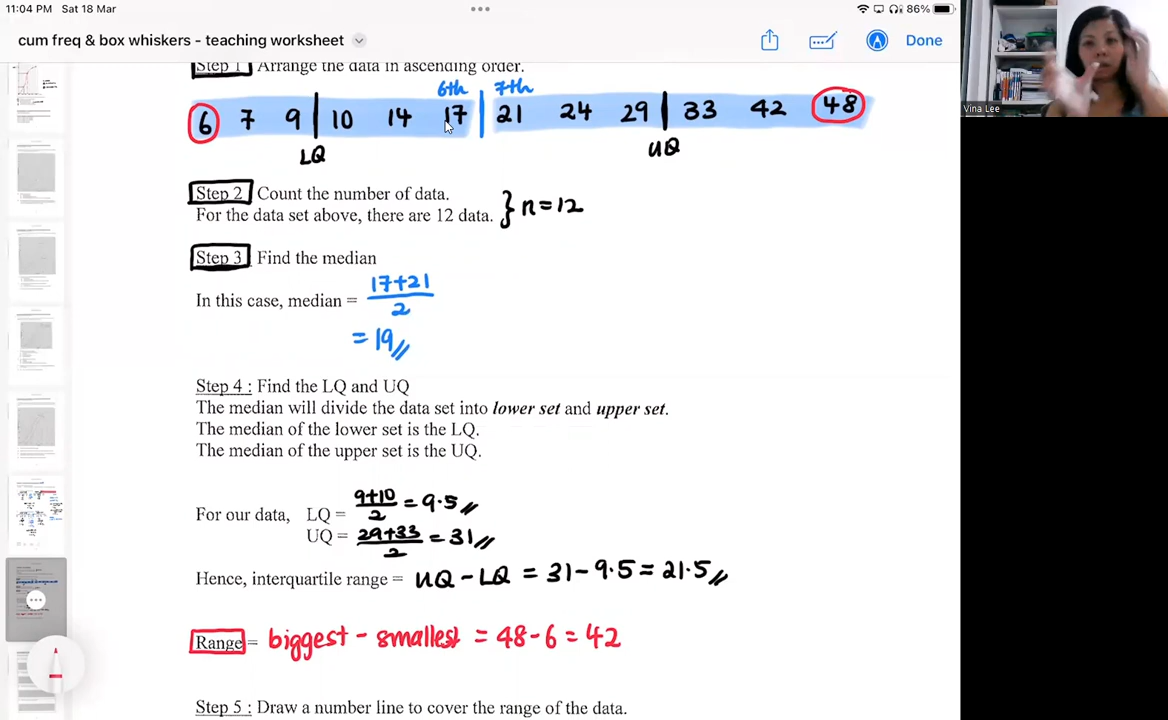 11:04 PM Sat 18 Mar
86%
cum freq & box whiskers - teaching worksheet
Done
Vina Lee
Step 1 Arrange the data in ascending order.
6th 7th
6 7 9 10 14 17 21 24 29 33 42 48
LQ UQ
Step 2 Count the number of data.
For the data set above, there are 12 data. } n=12
Step 3 Find the median
In this case, median = 17+21
2
= 19
Step 4 : Find the LQ and UQ
The median will divide the data set into lower set and upper set.
The median of the lower set is the LQ.
The median of the upper set is the UQ.
For our data, LQ = 9+10/2 = 9.5
UQ = 29+33/2 = 31
Hence, interquartile range = UQ - LQ = 31 - 9.5 = 21.5
Range = biggest - smallest = 48 - 6 = 42
Step 5 : Draw a number line to cover the range of the data.